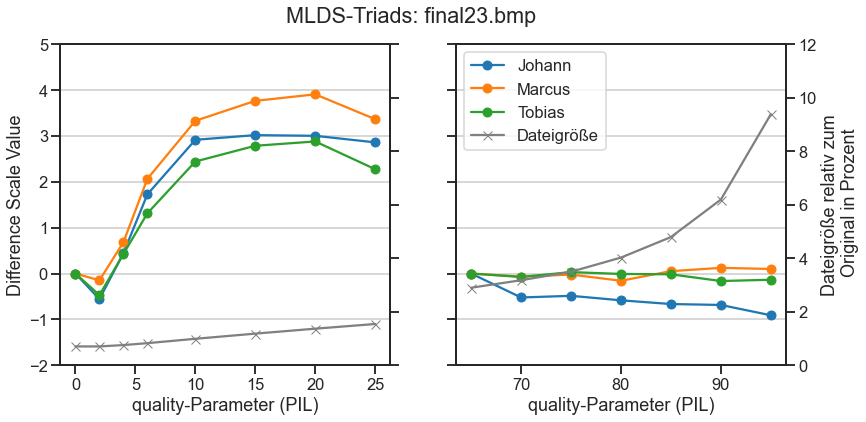 MLDS-Triads: final23.bmp
Difference Scale Value
5
4
3
2
1
0
−1
−2
0 5 10 15 20 25
quality-Parameter (PIL)
Johann
Marcus
Tobias
Dateigröße
70 80 90
quality-Parameter (PIL)
12
10
8
6
4
2
0
Dateigröße relativ zum
Original in Prozent